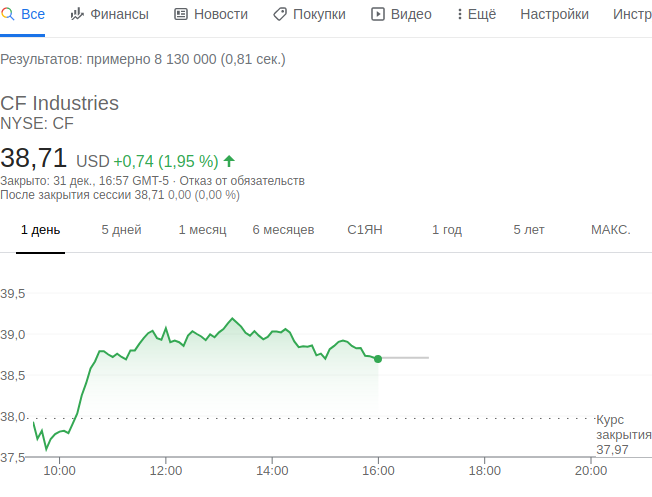 Все Финансы Новости Покупки Видео Ещё Настройки Инстр
Результатов: примерно 8 130 000 (0,81 сек.)
CF Industries
NYSE: CF
38,71 USD +0,74 (1,95 %)
Закрыто: 31 дек., 16:57 GMT-5 · Отказ от обязательств
После закрытия сессии 38,71 0,00 (0,00 %)
1 день 5 дней 1 месяц 6 месяцев С1ЯН 1 год 5 лет МАКС.
39,5
39,0
38,5
38,0
Курс
закрытия
37,97
37,5
10:00 12:00 14:00 16:00 18:00 20:00